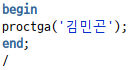 begin
proctga('김민곤');
end;
/